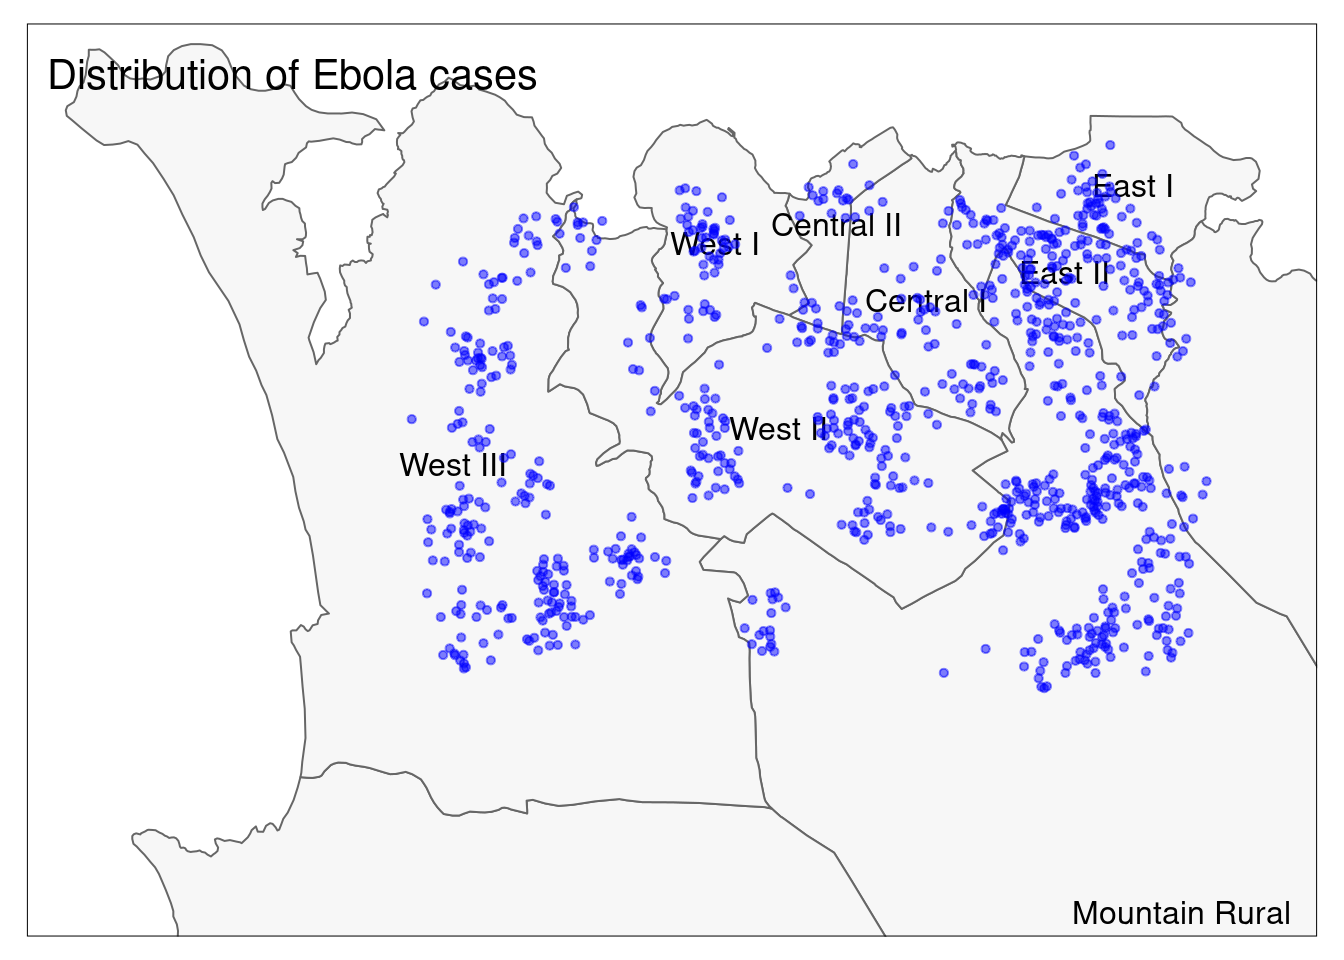 Distribution of Ebola cases
East I
Central II
West I
East II
Central I
West II
West III
Mountain Rural